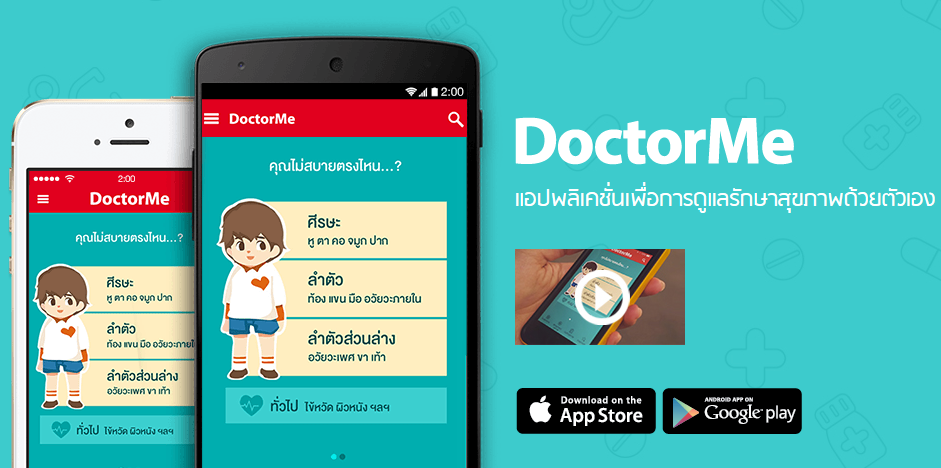 2:00
DoctorMe
คุณไม่สบายตรงไหน...?
ศีรษะ
หู ตา คอ จมูก ปาก
ลำตัว
ท้อง แขน มือ อวัยวะภายใ
ลำตัวส่วนล่าง
อวัยวะเพศ ขา เท้า
ทั่วไป ไข้หวัด ผิวหนัง ฯลฯ
2:00
DoctorMe
คุณไม่สบายตรงไหน...?
ศีรษะ
หู ตา คอ จมูก ปาก
ลำตัว
ท้อง แขน มือ อวัยวะภายใน
ลำตัวส่วนล่าง
อวัยวะเพศ ขา เท้า
ทั่วไป ไข้หวัด ผิวหนัง ฯลฯ
DoctorMe
แอปพลิเคชั่นเพื่อการดูแลรักษาสุขภาพด้วยตัวเอง
DoctorMe
Download on the
App Store
ANDROID APP ON
Google play